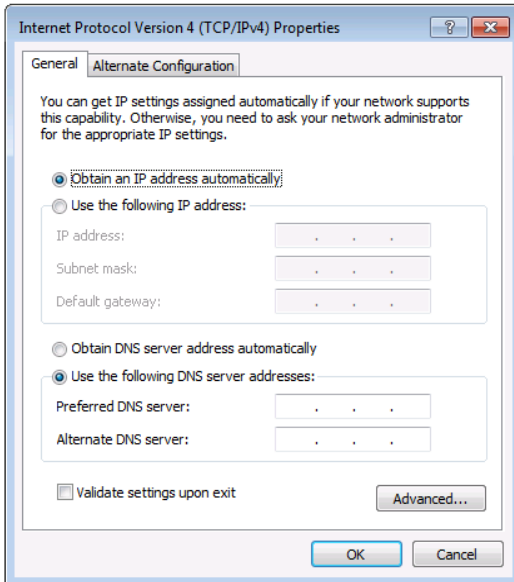 Internet Protocol Version 4 (TCP/IPv4) Properties
General
Alternate Configuration
You can get IP settings assigned automatically if your network supports
this capability. Otherwise, you need to ask your network administrator
for the appropriate IP settings.
Obtain an IP address automatically
Use the following IP address:
IP address: . . .
Subnet mask: . . .
Default gateway: . . .
Obtain DNS server address automatically
Use the following DNS server addresses:
Preferred DNS server: . . .
Alternate DNS server: . . .
Validate settings upon exit
Advanced...
OK
Cancel